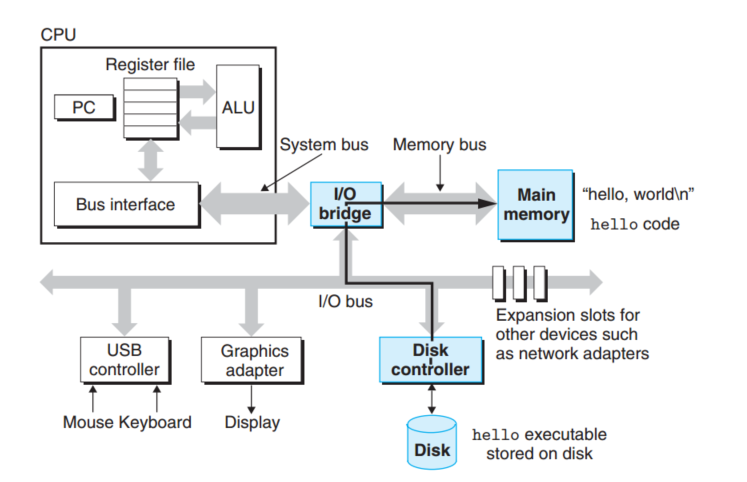 CPU
Register file
PC
ALU
System bus
Memory bus
Bus interface
I/O
bridge
Main
memory
"hello, world\n"
hello code
I/O bus
Expansion slots for
other devices such
as network adapters
USB
controller
Graphics
adapter
Disk
controller
Mouse Keyboard
Display
Disk
hello executable
stored on disk